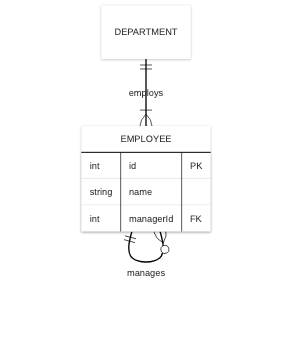 DEPARTMENT
employs
EMPLOYEE
int id PK
string name
int managerId FK
manages